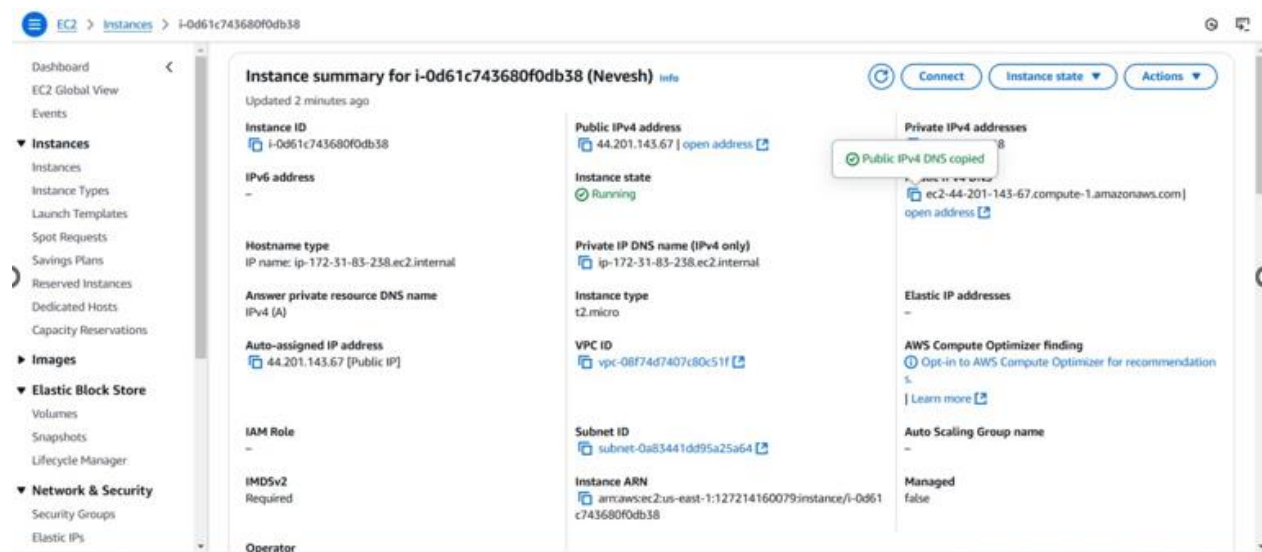 EC2 > Instances > i-0d61c743680f0db38
Dashboard
EC2 Global View
Events
Instances
Instances
Instance Types
Launch Templates
Spot Requests
Savings Plans
Reserved Instances
Dedicated Hosts
Capacity Reservations
Images
Elastic Block Store
Volumes
Snapshots
Lifecycle Manager
Network & Security
Security Groups
Elastic IPs
Instance summary for i-0d61c743680f0db38 (Nevesh) Info
Connect
Instance state
Actions
Updated 2 minutes ago
Instance ID
i-0d61c743680f0db38
Public IPv4 address
44.201.143.67 | open address
Private IPv4 addresses
8
Public IPv4 DNS copied
IPv6 address
–
Instance state
Running
ec2-44-201-143-67.compute-1.amazonaws.com |
open address
Hostname type
IP name: ip-172-31-83-238.ec2.internal
Private IP DNS name (IPv4 only)
ip-172-31-83-238.ec2.internal
Answer private resource DNS name
IPv4 (A)
Instance type
t2.micro
Elastic IP addresses
–
Auto-assigned IP address
44.201.143.67 [Public IP]
VPC ID
vpc-08f74d7407c80c51f
AWS Compute Optimizer finding
Opt-in to AWS Compute Optimizer for recommendation
s.
| Learn more
IAM Role
–
Subnet ID
subnet-0a83441dd95a25a64
Auto Scaling Group name
–
IMDSv2
Required
Instance ARN
arn:aws:ec2:us-east-1:127214160079:instance/i-0d61
c743680f0db38
Managed
false
Operator